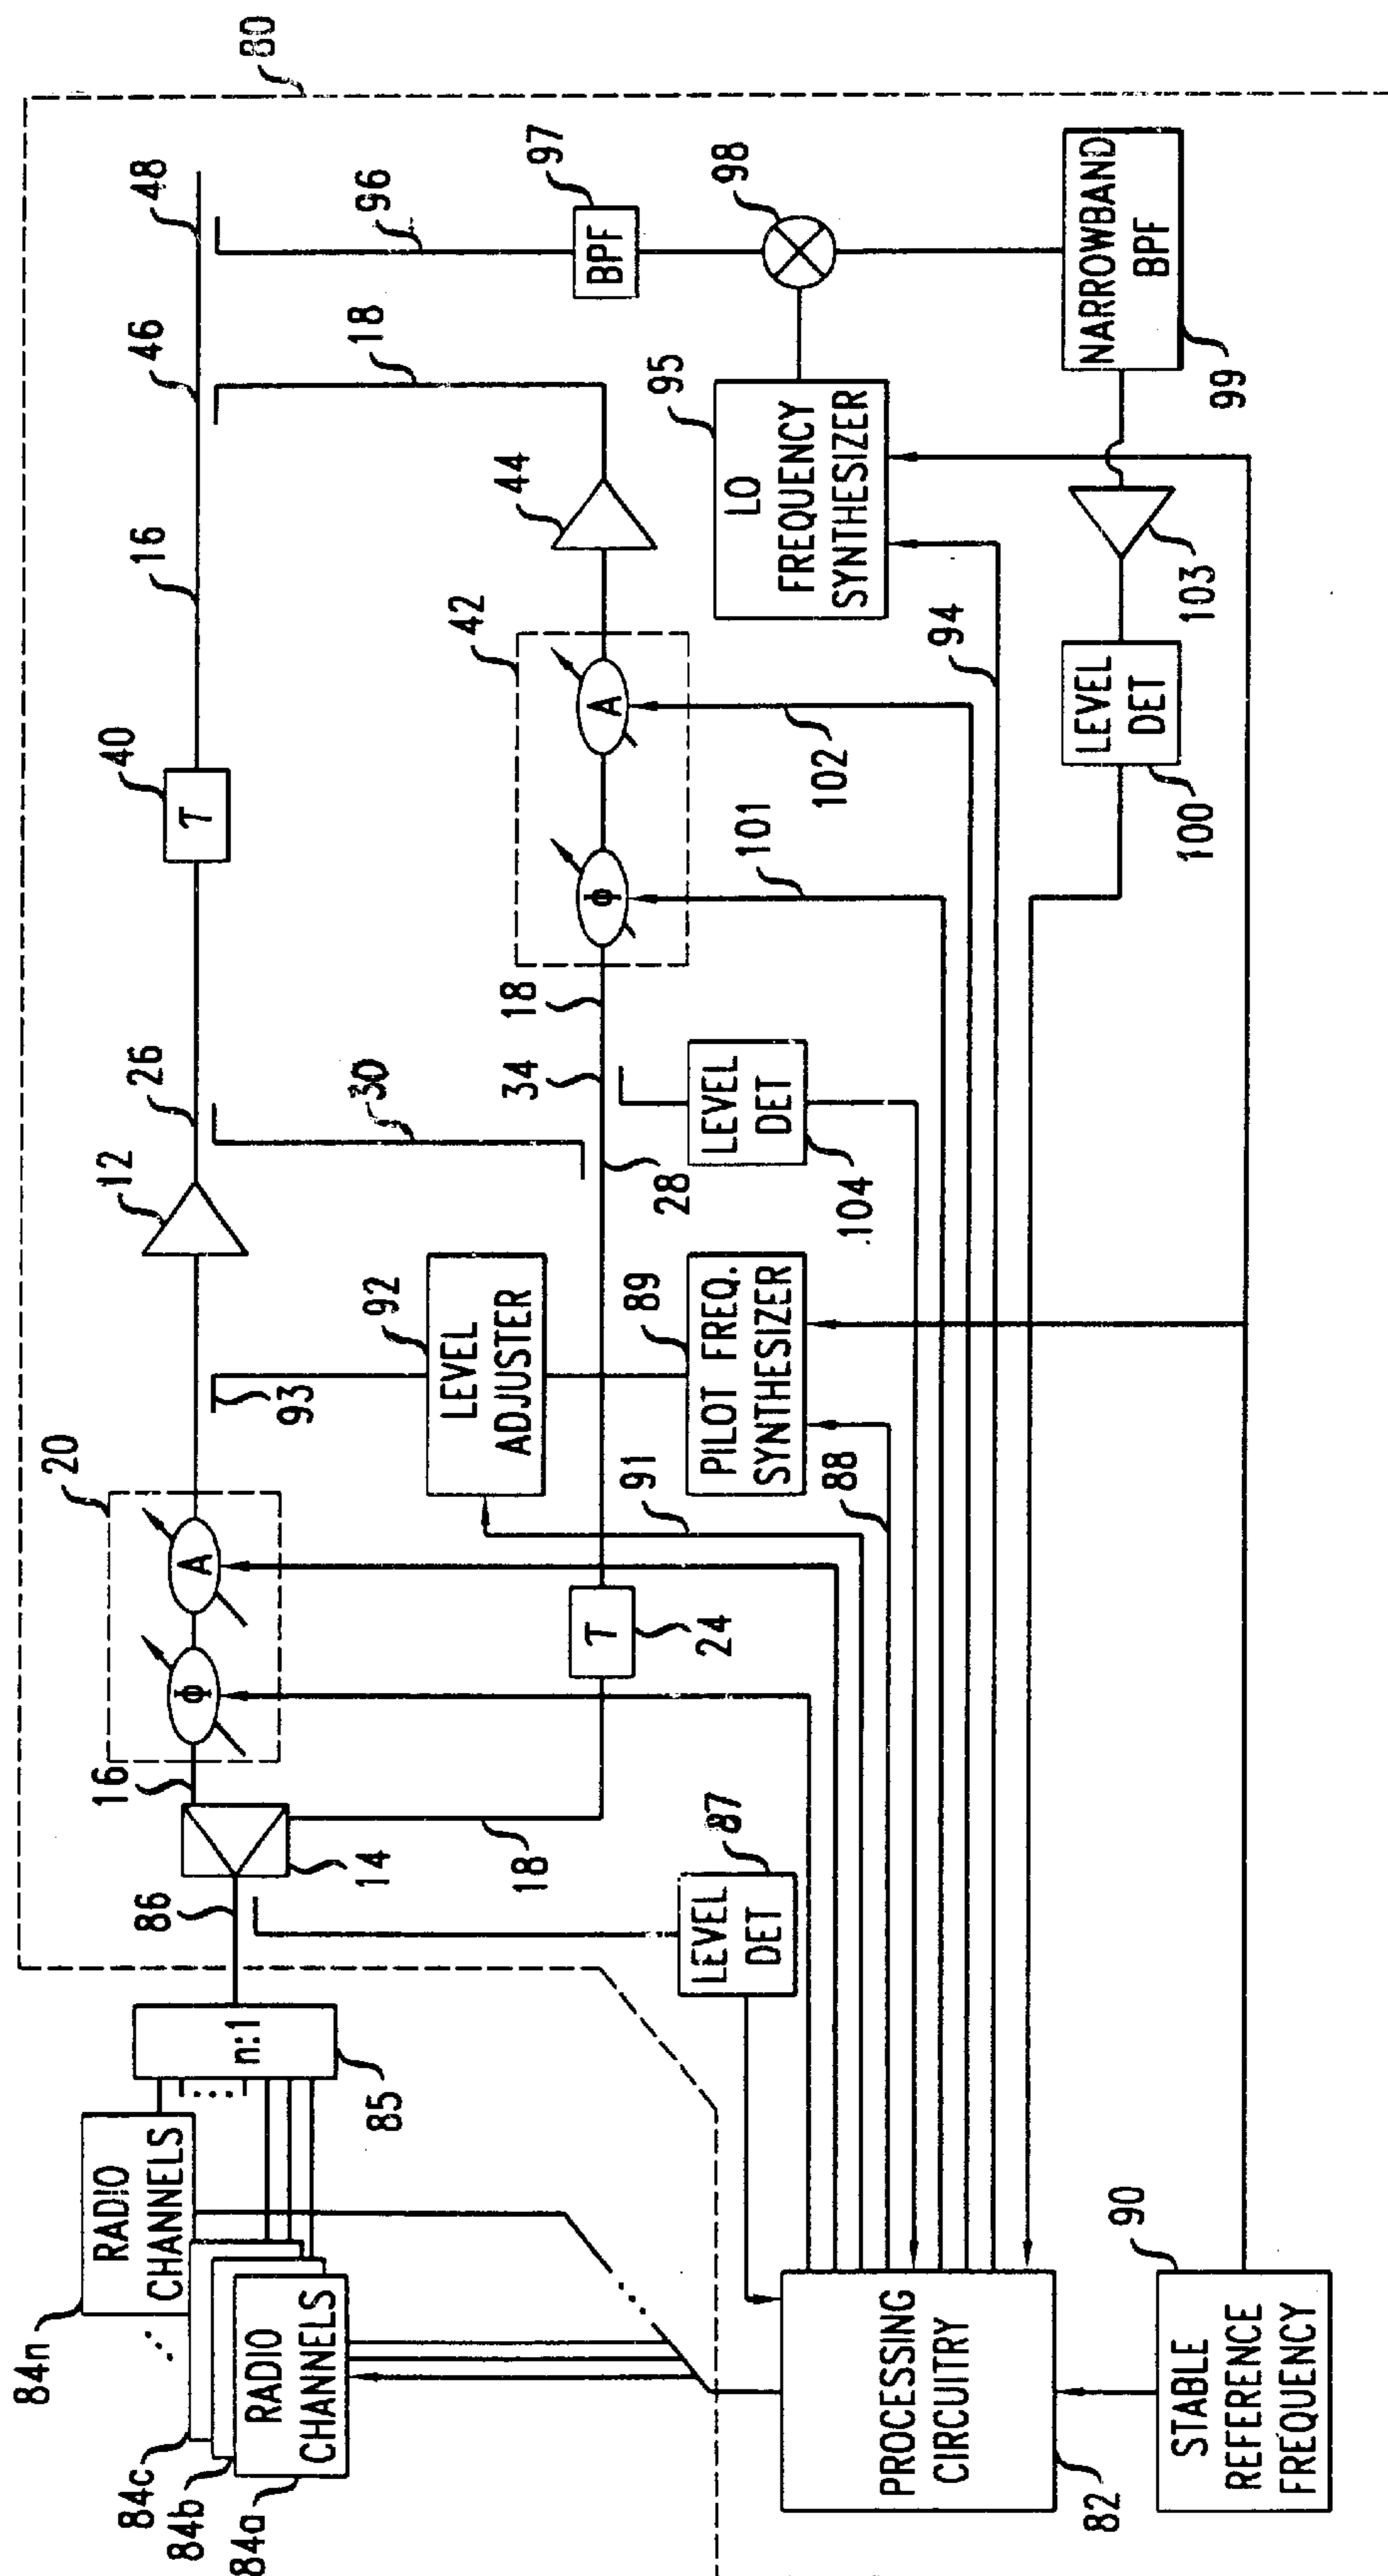 80
48
46
16
40
26
12
20
16
14
86
85
n:1
84n
RADIO
CHANNELS
84c
84b
84a
RADIO
CHANNELS
τ
Φ
A
96
18
30
93
18
97
BPF
44
42
A
Φ
18
34
28
τ
24
LEVEL
ADJUSTER
92
98
95
LO
FREQUENCY
SYNTHESIZER
102
101
94
LEVEL
DET
104
PILOT FREQ.
SYNTHESIZER
89
88
91
LEVEL
DET
87
NARROWBAND
BPF
99
103
LEVEL
DET
100
PROCESSING
CIRCUITRY
82
STABLE
REFERENCE
FREQUENCY
90